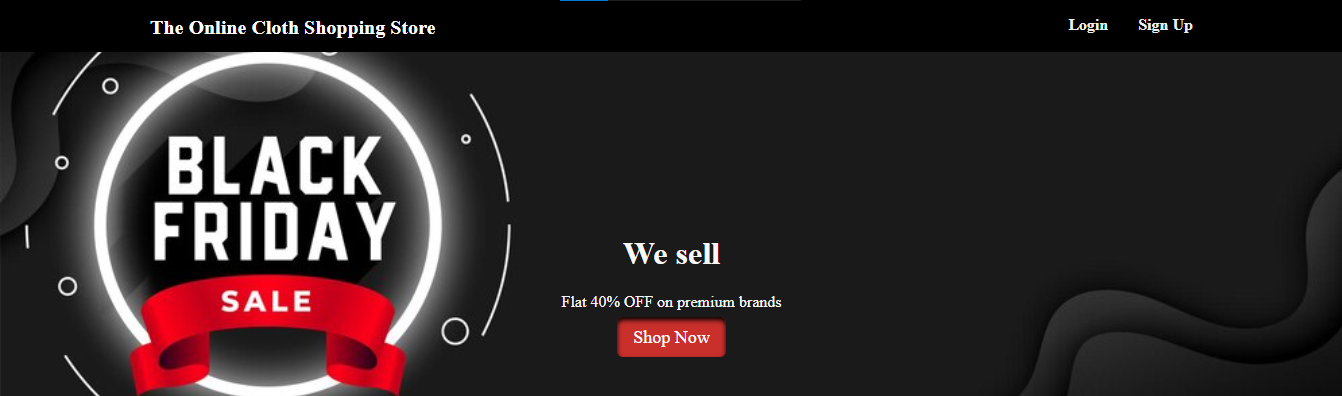 The Online Cloth Shopping Store
Login
Sign Up
BLACK
FRIDAY
SALE
We sell
Flat 40% OFF on premium brands
Shop Now